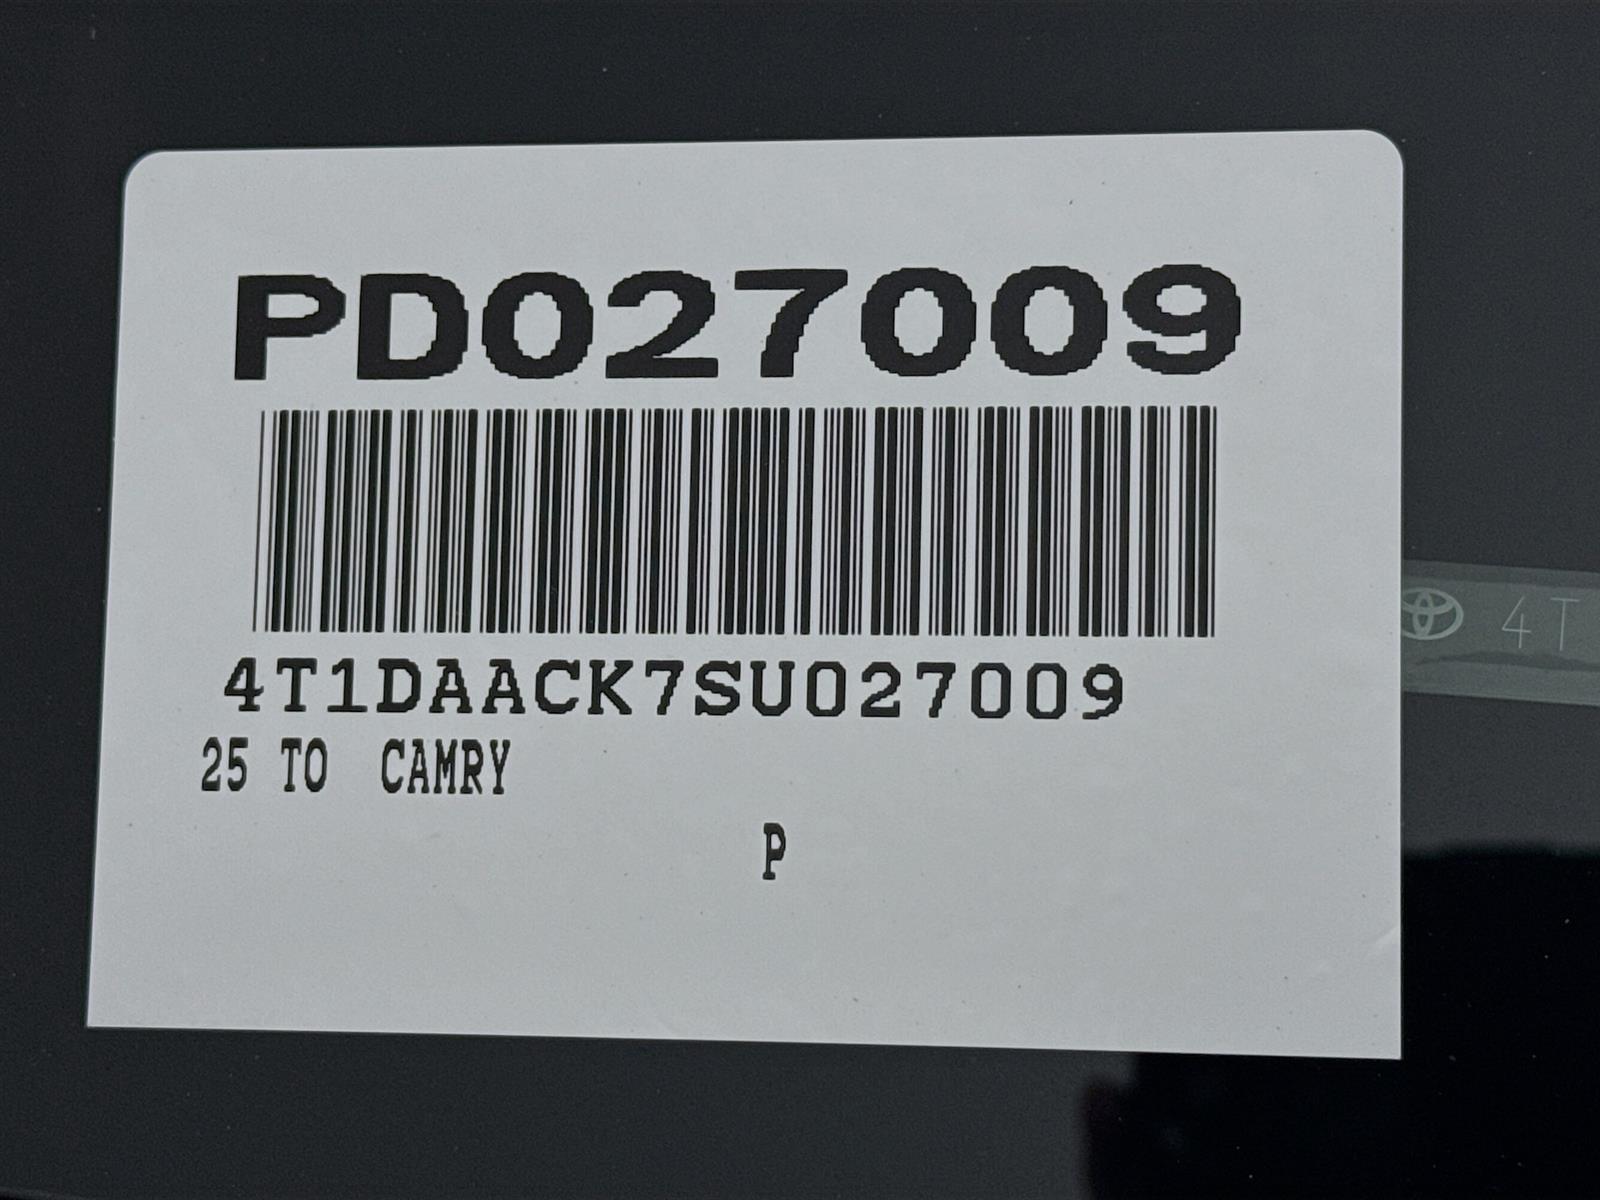 PD027009
4T1DAACK7SU027009
25 TO CAMRY
P
4T